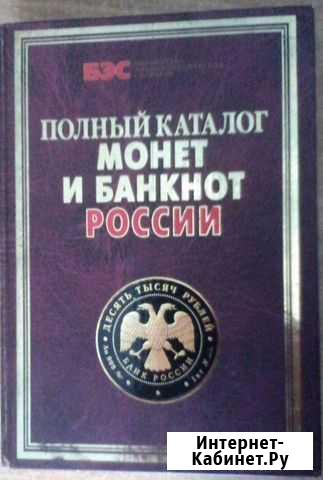 БЭС
ПОЛНЫЙ КАТАЛОГ
МОНЕТ
И БАНКНОТ
РОССИИ
ДЕСЯТЬ ТЫСЯЧ РУБЛЕЙ
БАНК РОССИИ
Интернет-
Кабинет.Ру